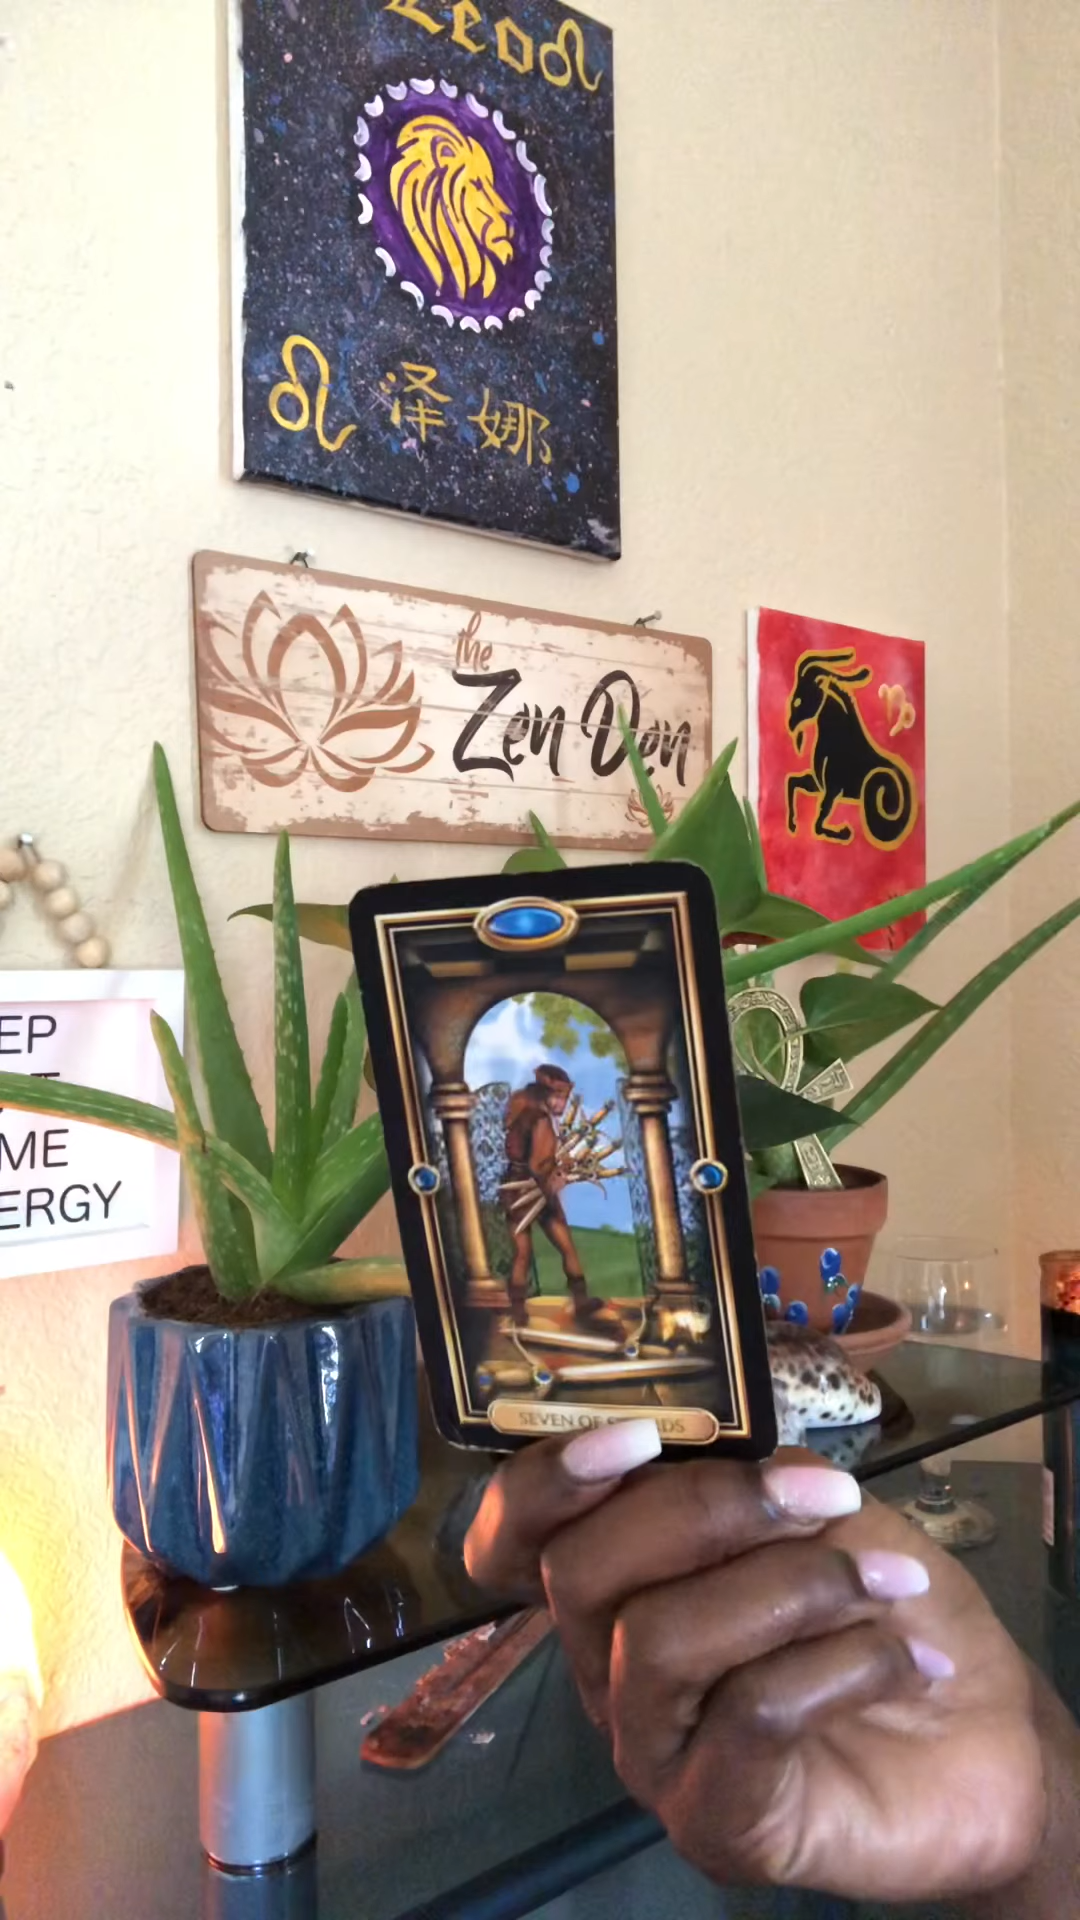 Leo♌
♌ 泽娜
the
Zen Den
♑
EP
ME
ERGY
SEVEN OF